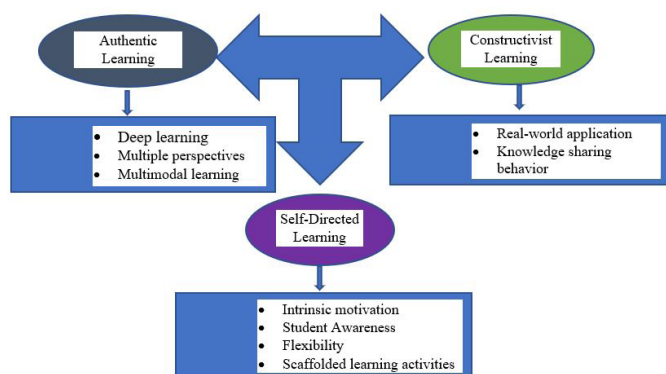 Authentic
Learning
Constructivist
Learning
• Deep learning
• Multiple perspectives
• Multimodal learning
• Real-world application
• Knowledge sharing
behavior
Self-Directed
Learning
• Intrinsic motivation
• Student Awareness
• Flexibility
• Scaffolded learning activities